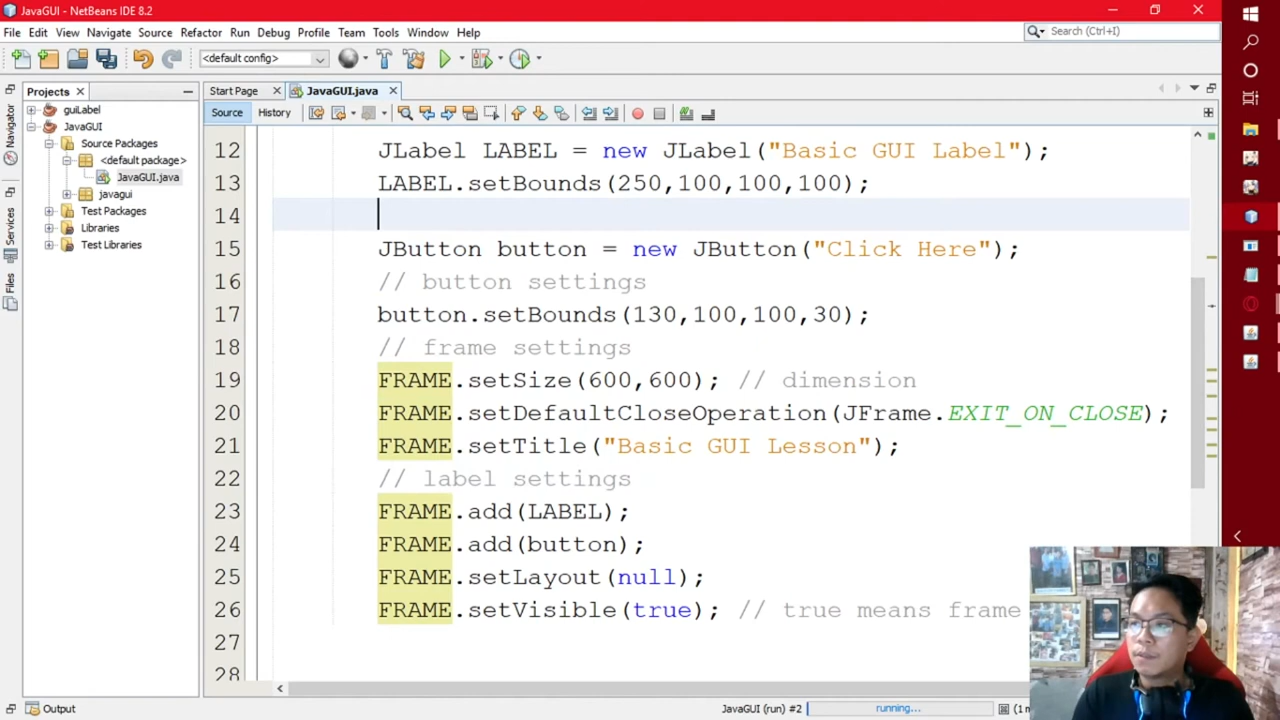 JavaGUI - NetBeans IDE 8.2
File Edit View Navigate Source Refactor Run Debug Profile Team Tools Window Help
Search (Ctrl+I)
<default config>
Projects
Start Page
JavaGUI.java
Source
History
Navigator
Services
Files
guiLabel
JavaGUI
Source Packages
<default package>
JavaGUI.java
javagui
Test Packages
Libraries
Test Libraries
12 JLabel LABEL = new JLabel("Basic GUI Label");
13 LABEL.setBounds(250,100,100,100);
14
15 JButton button = new JButton("Click Here");
16 // button settings
17 button.setBounds(130,100,100,30);
18 // frame settings
19 FRAME.setSize(600,600); // dimension
20 FRAME.setDefaultCloseOperation(JFrame.EXIT_ON_CLOSE);
21 FRAME.setTitle("Basic GUI Lesson");
22 // label settings
23 FRAME.add(LABEL);
24 FRAME.add(button);
25 FRAME.setLayout(null);
26 FRAME.setVisible(true); // true means frame
27
28
Output
JavaGUI (run) #2
running...
(1 m